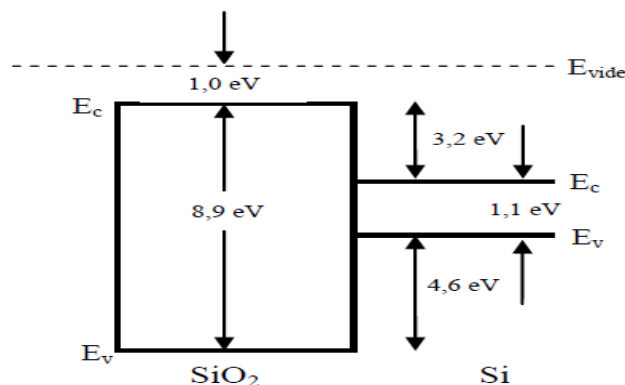 E_vide
1,0 eV
E_c
3,2 eV
E_c
8,9 eV
1,1 eV
E_v
4,6 eV
E_v
SiO₂
Si